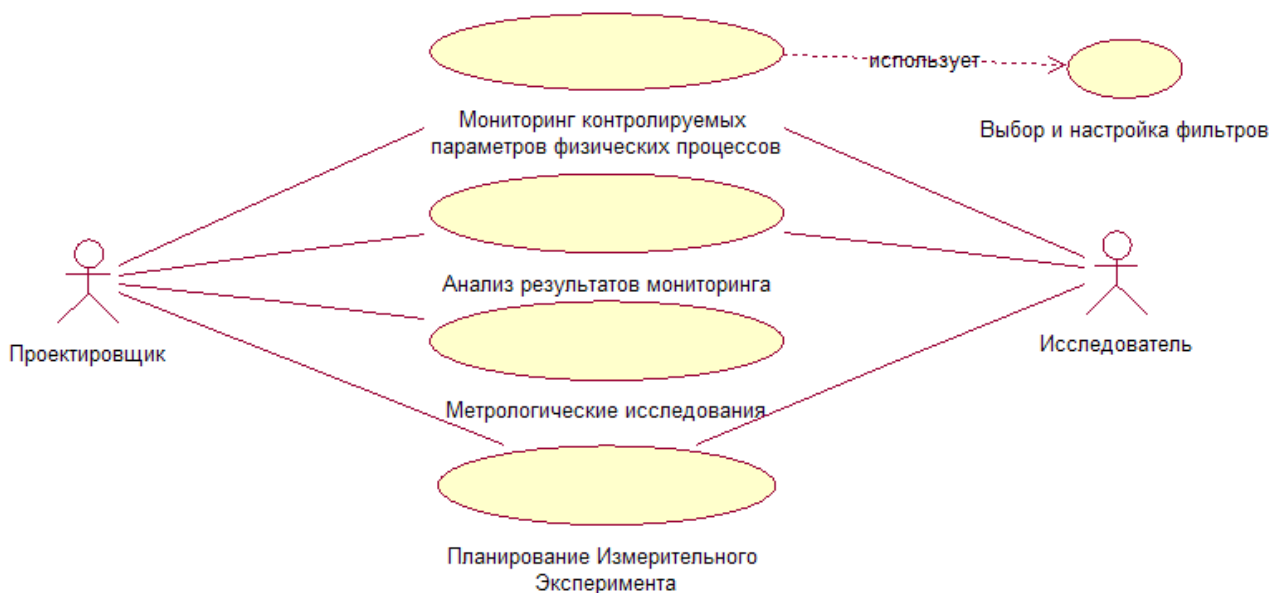 использует
Мониторинг контролируемых
параметров физических процессов
Выбор и настройка фильтров
Анализ результатов мониторинга
Проектировщик
Исследователь
Метрологические исследования
Планирование Измерительного
Эксперимента